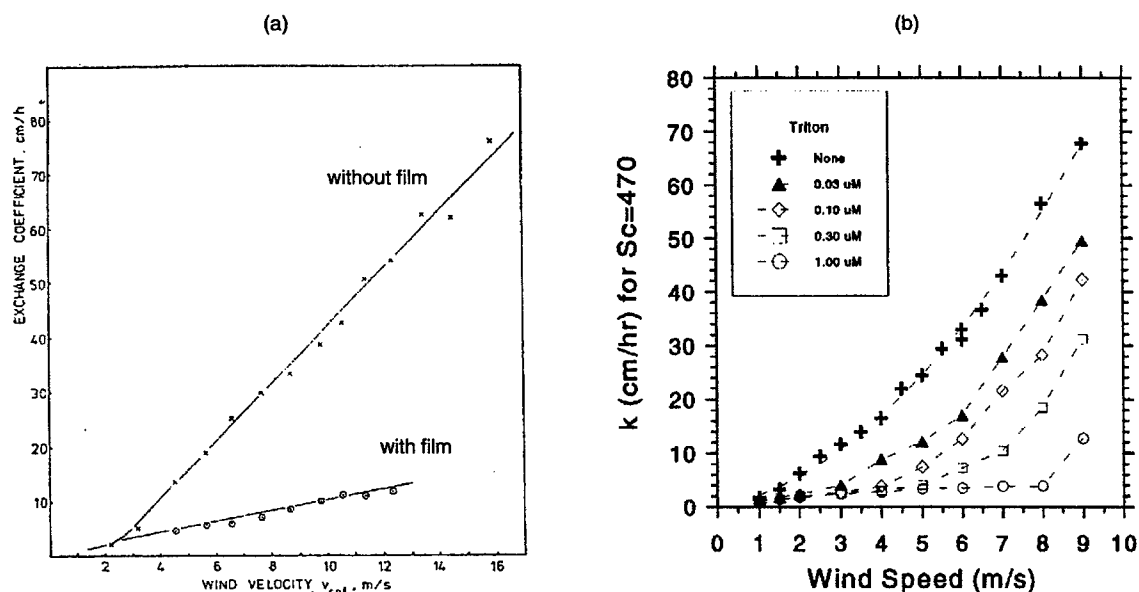 (a)
EXCHANGE COEFFICIENT, cm/h
80
70
60
50
40
30
20
10
without film
with film
2 4 6 8 10 12 14 16
WIND VELOCITY, m/s
(b)
k (cm/hr) for Sc=470
80
70
60
50
40
30
20
10
0
Triton
None
0.03 uM
0.10 uM
0.30 uM
1.00 uM
0 1 2 3 4 5 6 7 8 9 10
Wind Speed (m/s)